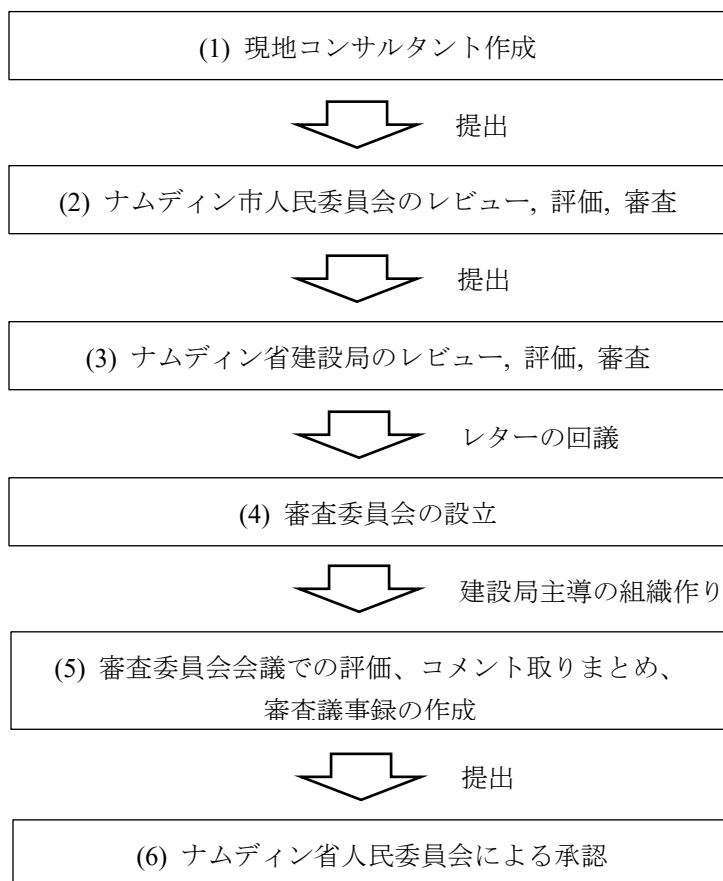 (1) 現地コンサルタント作成
提出
(2) ナムディン市人民委員会のレビュー, 評価, 審査
提出
(3) ナムディン省建設局のレビュー, 評価, 審査
レターの回議
(4) 審査委員会の設立
建設局主導の組織作り
(5) 審査委員会会議での評価、コメント取りまとめ、
審査議事録の作成
提出
(6) ナムディン省人民委員会による承認